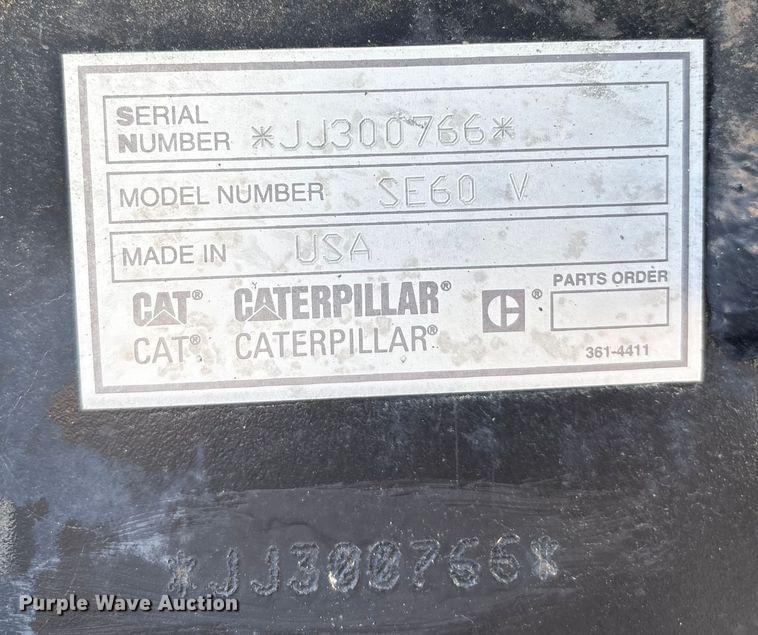 SERIAL
NUMBER *JJ300766*
MODEL NUMBER SE60 V
MADE IN USA
PARTS ORDER
CAT® CATERPILLAR® ®
CAT® CATERPILLAR®
361-4411
*JJ300766*
Purple Wave Auction